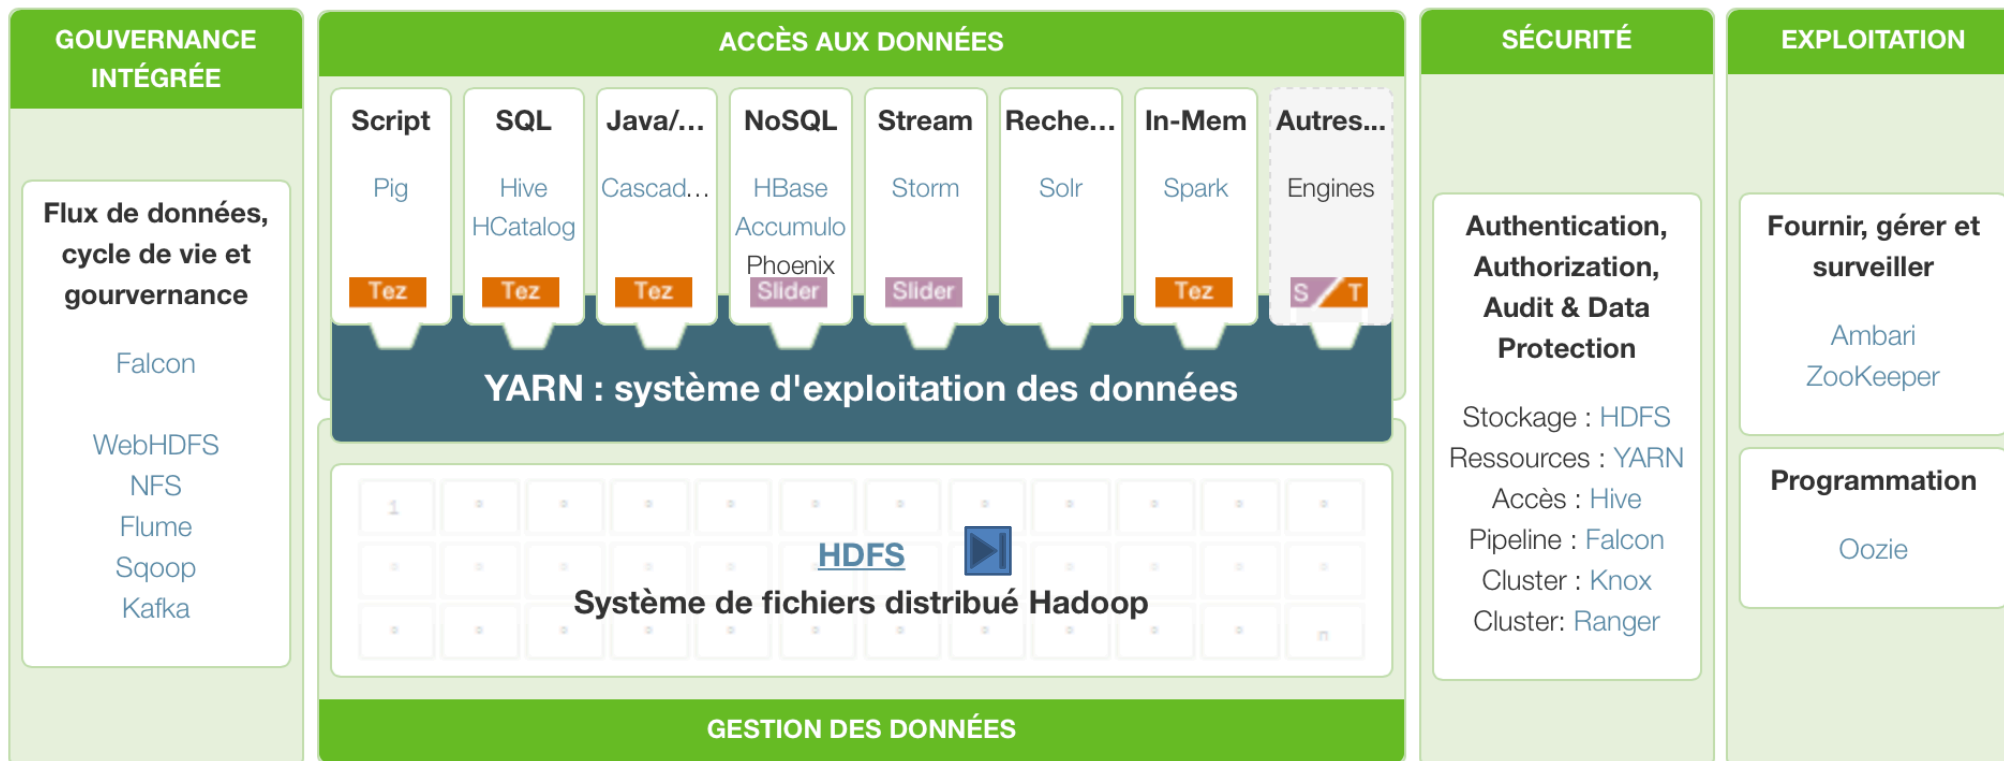 GOUVERNANCE
INTÉGRÉE
Flux de données,
cycle de vie et
gourvernance
Falcon
WebHDFS
NFS
Flume
Sqoop
Kafka
ACCÈS AUX DONNÉES
Script
Pig
Tez
SQL
Hive
HCatalog
Tez
Java/...
Cascad...
Tez
NoSQL
HBase
Accumulo
Phoenix
Slider
Stream
Storm
Slider
Reche...
Solr
In-Mem
Spark
Tez
Autres...
Engines
S / T
YARN : système d'exploitation des données
1
HDFS
Système de fichiers distribué Hadoop
n
GESTION DES DONNÉES
SÉCURITÉ
Authentication,
Authorization,
Audit & Data
Protection
Stockage : HDFS
Ressources : YARN
Accès : Hive
Pipeline : Falcon
Cluster : Knox
Cluster: Ranger
EXPLOITATION
Fournir, gérer et
surveiller
Ambari
ZooKeeper
Programmation
Oozie